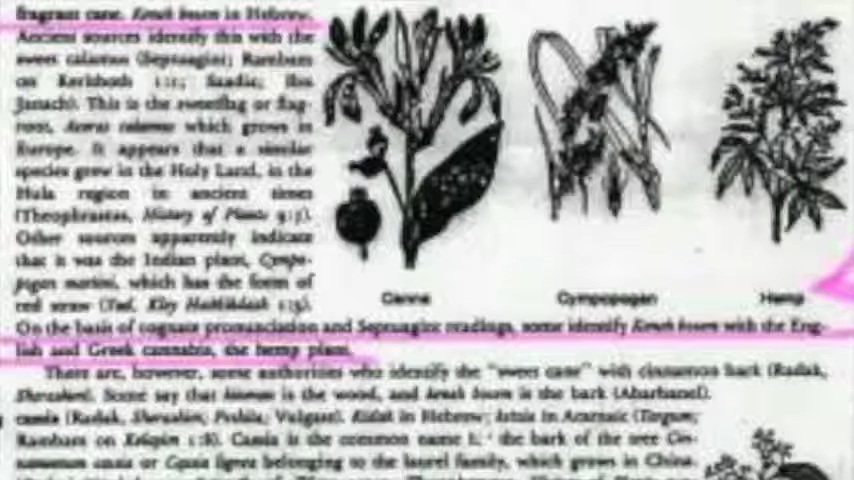 fragrant cane. Keneh bosem in Hebrew.
Ancient sources identify this with the
sweet calamus (Septuagint; Rambam
on Kerithoth 1:1; Saadia; Ibn
Janach). This is the sweetflag or flag-
root, Acorus calamus which grows in
Europe. It appears that a similar
species grew in the Holy Land, in the
Hula region in ancient times
(Theophrastus, History of Plants 9:7).
Other sources apparently indicate
that it was the Indian plant, Cympo-
pogan martini, which has the form of
red straw (Yad, Kley HaMikdash 1:3).
On the basis of cognate pronunciation and Septuagint readings, some identify Keneh bosem with the Eng-
lish and Greek cannabis, the hemp plant.
There are, however, some authorities who identify the "sweet cane" with cinnamon bark (Radak,
Sherashim). Some say that kinman is the wood, and keneh bosem is the bark (Abarbanel).
cassia (Radak, Sherashim; Peshita; Vulgate). Kidah in Hebrew; ketzia in Aramaic (Targum;
Rambam on Kelayim 1:8). Cassia is the common name the bark of the tree Cin-
namomum cassia or Cassia lignea belonging to the laurel family, which grows in China.
Canna
Cympopogan
Hemp